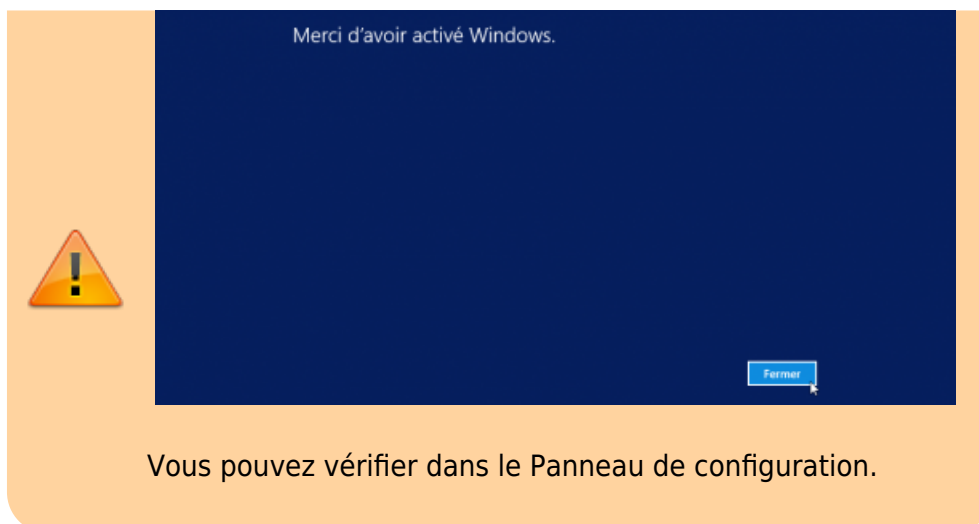 Merci d'avoir activé Windows.
Fermer
Vous pouvez vérifier dans le Panneau de configuration.